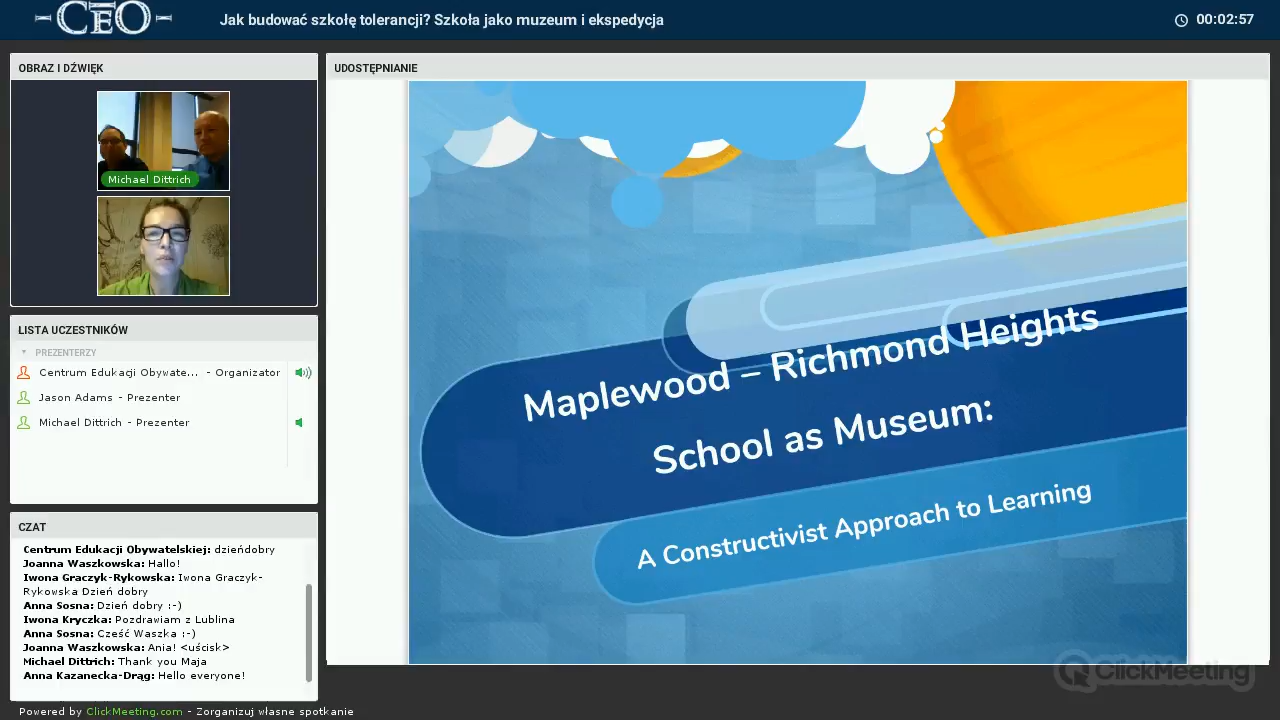 CEO
Jak budować szkołę tolerancji? Szkoła jako muzeum i ekspedycja
00:02:57
OBRAZ I DŹWIĘK
Michael Dittrich
LISTA UCZESTNIKÓW
PREZENTERZY
Centrum Edukacji Obywate... - Organizator
Jason Adams - Prezenter
Michael Dittrich - Prezenter
CZAT
Centrum Edukacji Obywatelskiej: dzieńdobry
Joanna Waszkowska: Hallo!
Iwona Graczyk-Rykowska: Iwona Graczyk-
Rykowska Dzień dobry
Anna Sosna: Dzień dobry :-)
Iwona Kryczka: Pozdrawiam z Lublina
Anna Sosna: Cześć Waszka :-)
Joanna Waszkowska: Ania! <uścisk>
Michael Dittrich: Thank you Maja
Anna Kazanecka-Drąg: Hello everyone!
Powered by ClickMeeting.com - Zorganizuj własne spotkanie
UDOSTĘPNIANIE
Maplewood – Richmond Heights
School as Museum:
A Constructivist Approach to Learning
ClickMeeting